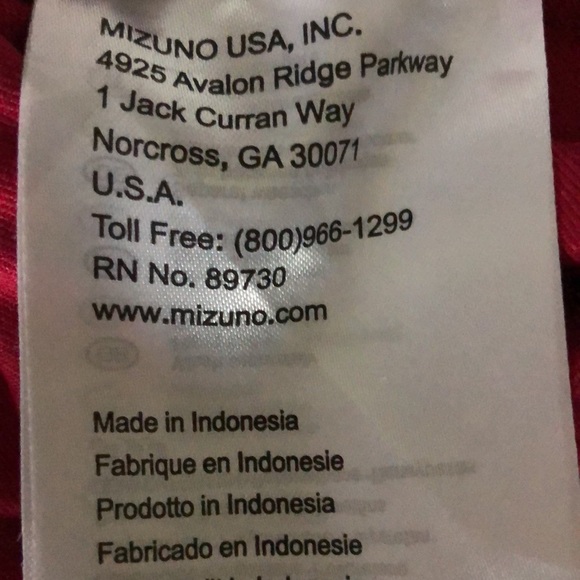 MIZUNO USA, INC.
4925 Avalon Ridge Parkway
1 Jack Curran Way
Norcross, GA 30071
U.S.A.
Toll Free: (800)966-1299
RN No. 89730
www.mizuno.com
Made in Indonesia
Fabrique en Indonesie
Prodotto in Indonesia
Fabricado en Indonesie